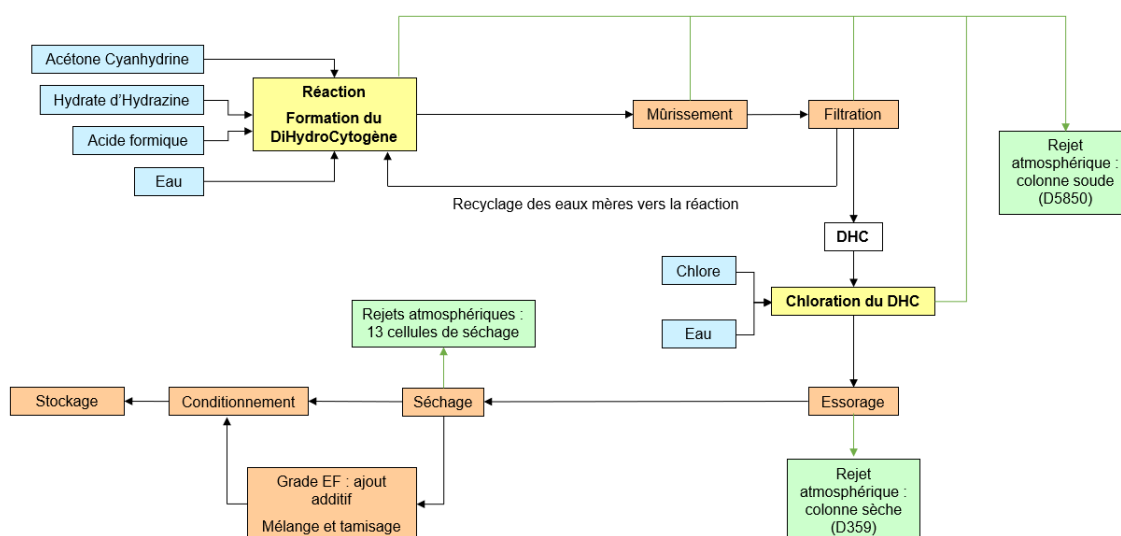 Acétone Cyanhydrine
Hydrate d'Hydrazine
Acide formique
Eau
Réaction
Formation du
DiHydroCytogène
Mûrissement
Filtration
Rejet
atmosphérique :
colonne soude
(D5850)
Recyclage des eaux mères vers la réaction
DHC
Chlore
Eau
Chloration du DHC
Rejets atmosphériques :
13 cellules de séchage
Stockage
Conditionnement
Séchage
Essorage
Grade EF : ajout
additif
Mélange et tamisage
Rejet
atmosphérique :
colonne sèche
(D359)